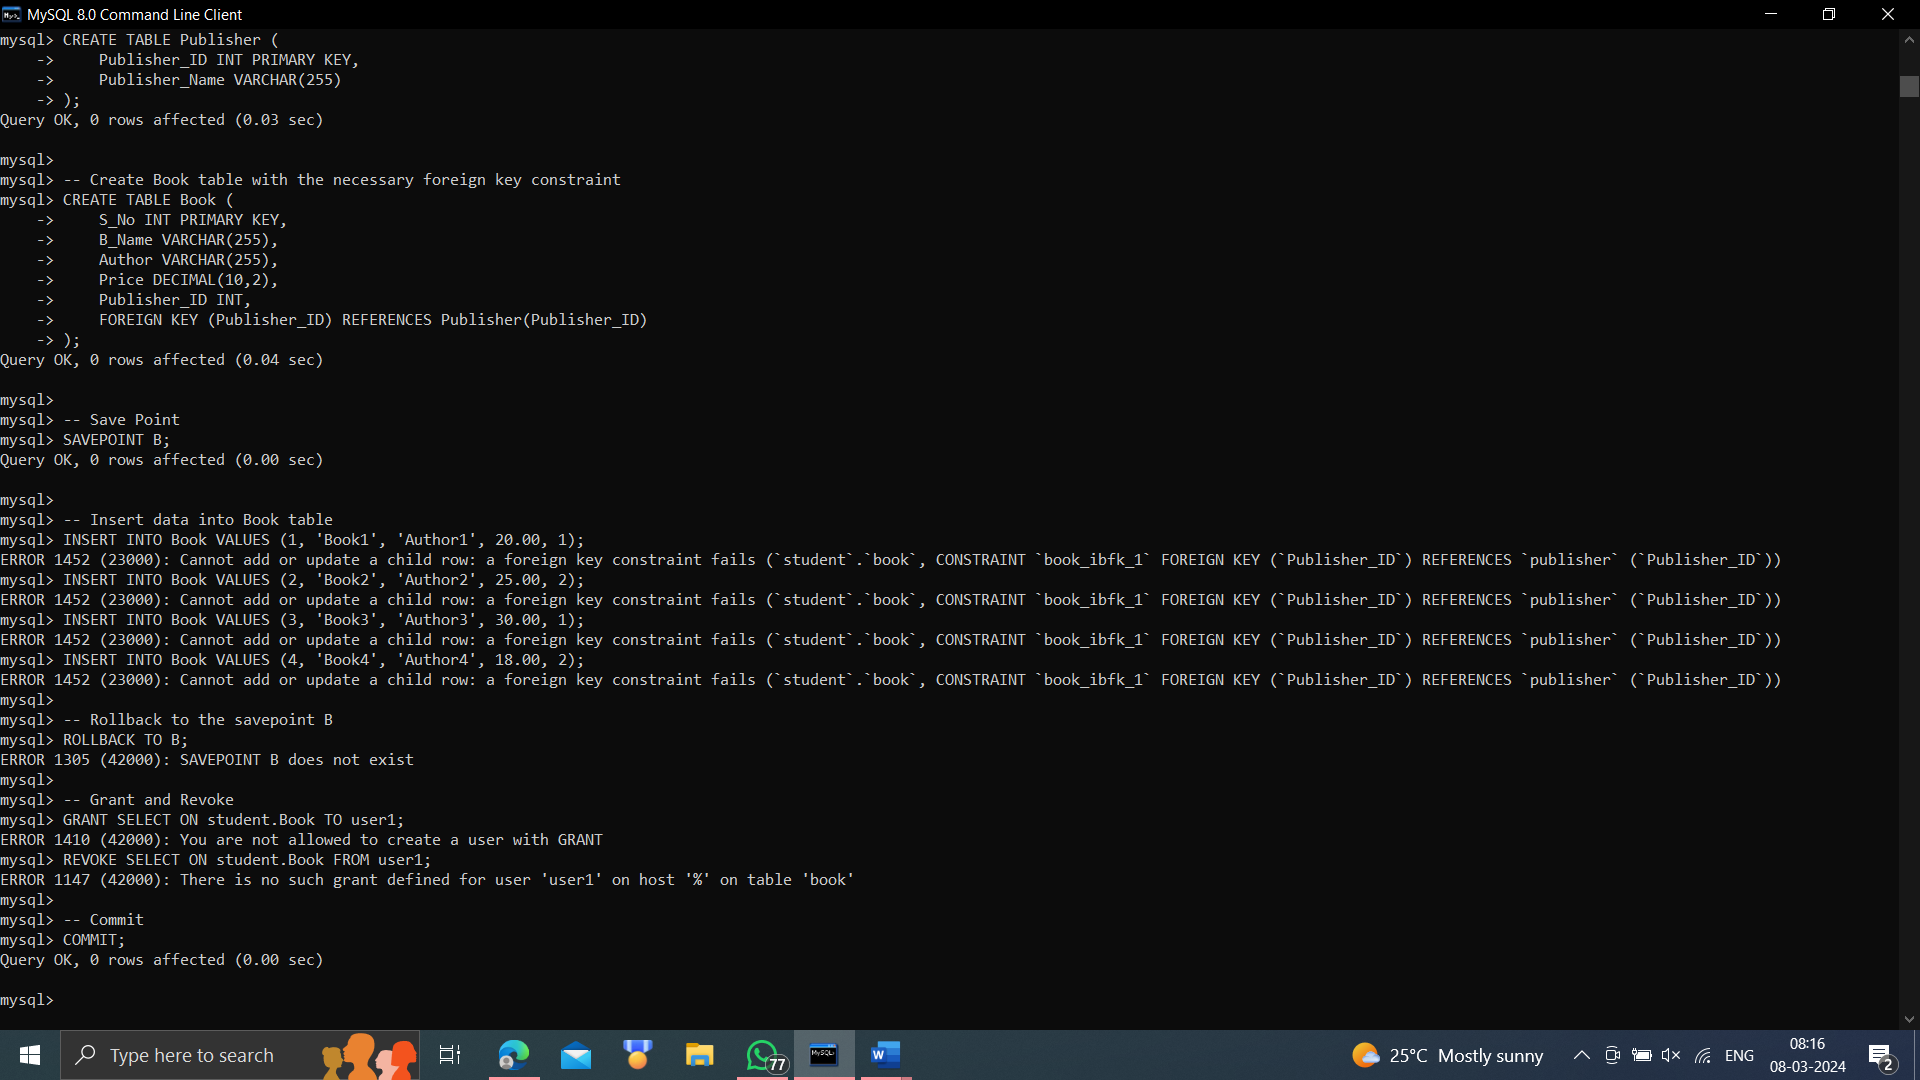 MySQL 8.0 Command Line Client
mysql> CREATE TABLE Publisher (
    ->     Publisher_ID INT PRIMARY KEY,
    ->     Publisher_Name VARCHAR(255)
    -> );
Query OK, 0 rows affected (0.03 sec)
mysql>
mysql> -- Create Book table with the necessary foreign key constraint
mysql> CREATE TABLE Book (
    ->     S_No INT PRIMARY KEY,
    ->     B_Name VARCHAR(255),
    ->     Author VARCHAR(255),
    ->     Price DECIMAL(10,2),
    ->     Publisher_ID INT,
    ->     FOREIGN KEY (Publisher_ID) REFERENCES Publisher(Publisher_ID)
    -> );
Query OK, 0 rows affected (0.04 sec)
mysql>
mysql> -- Save Point
mysql> SAVEPOINT B;
Query OK, 0 rows affected (0.00 sec)
mysql>
mysql> -- Insert data into Book table
mysql> INSERT INTO Book VALUES (1, 'Book1', 'Author1', 20.00, 1);
ERROR 1452 (23000): Cannot add or update a child row: a foreign key constraint fails (`student`.`book`, CONSTRAINT `book_ibfk_1` FOREIGN KEY (`Publisher_ID`) REFERENCES `publisher` (`Publisher_ID`))
mysql> INSERT INTO Book VALUES (2, 'Book2', 'Author2', 25.00, 2);
ERROR 1452 (23000): Cannot add or update a child row: a foreign key constraint fails (`student`.`book`, CONSTRAINT `book_ibfk_1` FOREIGN KEY (`Publisher_ID`) REFERENCES `publisher` (`Publisher_ID`))
mysql> INSERT INTO Book VALUES (3, 'Book3', 'Author3', 30.00, 1);
ERROR 1452 (23000): Cannot add or update a child row: a foreign key constraint fails (`student`.`book`, CONSTRAINT `book_ibfk_1` FOREIGN KEY (`Publisher_ID`) REFERENCES `publisher` (`Publisher_ID`))
mysql> INSERT INTO Book VALUES (4, 'Book4', 'Author4', 18.00, 2);
ERROR 1452 (23000): Cannot add or update a child row: a foreign key constraint fails (`student`.`book`, CONSTRAINT `book_ibfk_1` FOREIGN KEY (`Publisher_ID`) REFERENCES `publisher` (`Publisher_ID`))
mysql>
mysql> -- Rollback to the savepoint B
mysql> ROLLBACK TO B;
ERROR 1305 (42000): SAVEPOINT B does not exist
mysql>
mysql> -- Grant and Revoke
mysql> GRANT SELECT ON student.Book TO user1;
ERROR 1410 (42000): You are not allowed to create a user with GRANT
mysql> REVOKE SELECT ON student.Book FROM user1;
ERROR 1147 (42000): There is no such grant defined for user 'user1' on host '%' on table 'book'
mysql>
mysql> -- Commit
mysql> COMMIT;
Query OK, 0 rows affected (0.00 sec)
mysql>
Type here to search
77
25°C Mostly sunny
ENG
08:16
08-03-2024
2